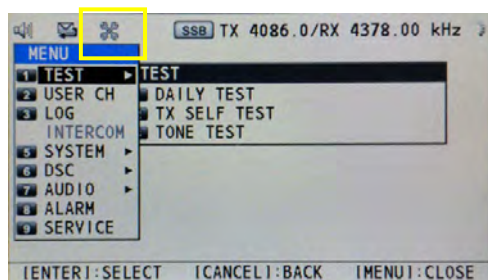 SSB TX 4086.0/RX 4378.00 kHz
MENU
1 TEST TEST
2 USER CH DAILY TEST
3 LOG TX SELF TEST
INTERCOM TONE TEST
5 SYSTEM
6 DSC
7 AUDIO
8 ALARM
9 SERVICE
[ENTER]:SELECT [CANCEL]:BACK [MENU]:CLOSE